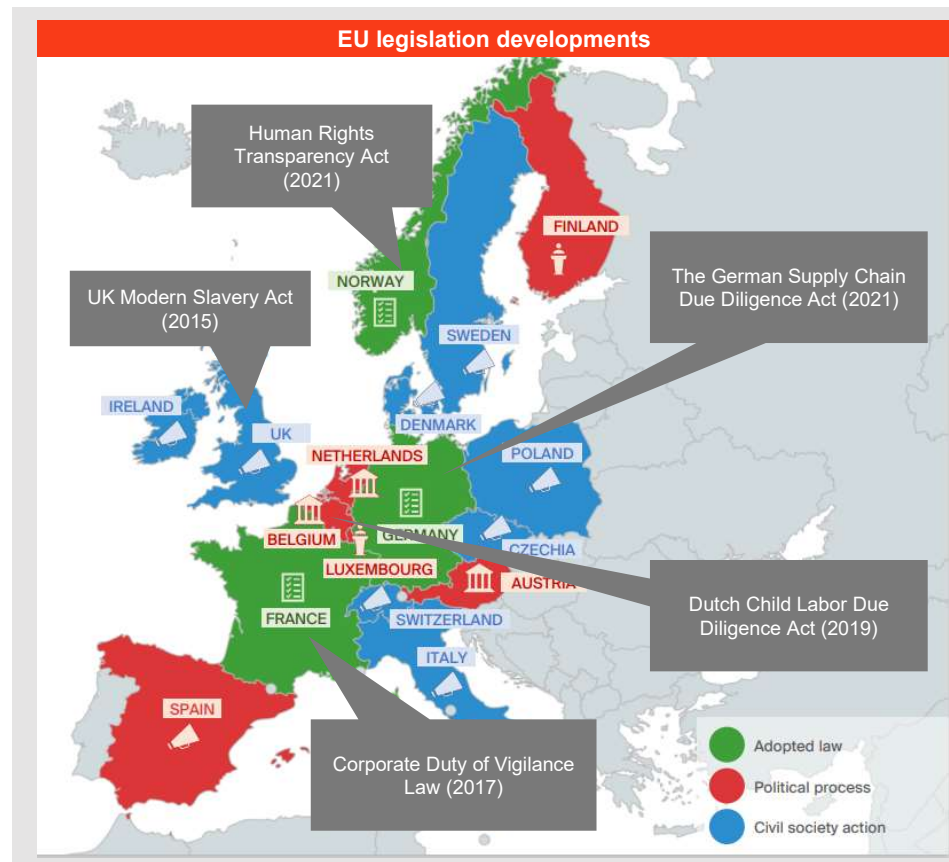 EU legislation developments
Human Rights
Transparency Act
(2021)
FINLAND
The German Supply Chain
Due Diligence Act (2021)
NORWAY
UK Modern Slavery Act
(2015)
SWEDEN
IRELAND
DENMARK
UK
POLAND
NETHERLANDS
GERMANY
BELGIUM
CZECHIA
LUXEMBOURG
AUSTRIA
FRANCE
SWITZERLAND
Dutch Child Labor Due
Diligence Act (2019)
ITALY
SPAIN
Corporate Duty of Vigilance
Law (2017)
Adopted law
Political process
Civil society action